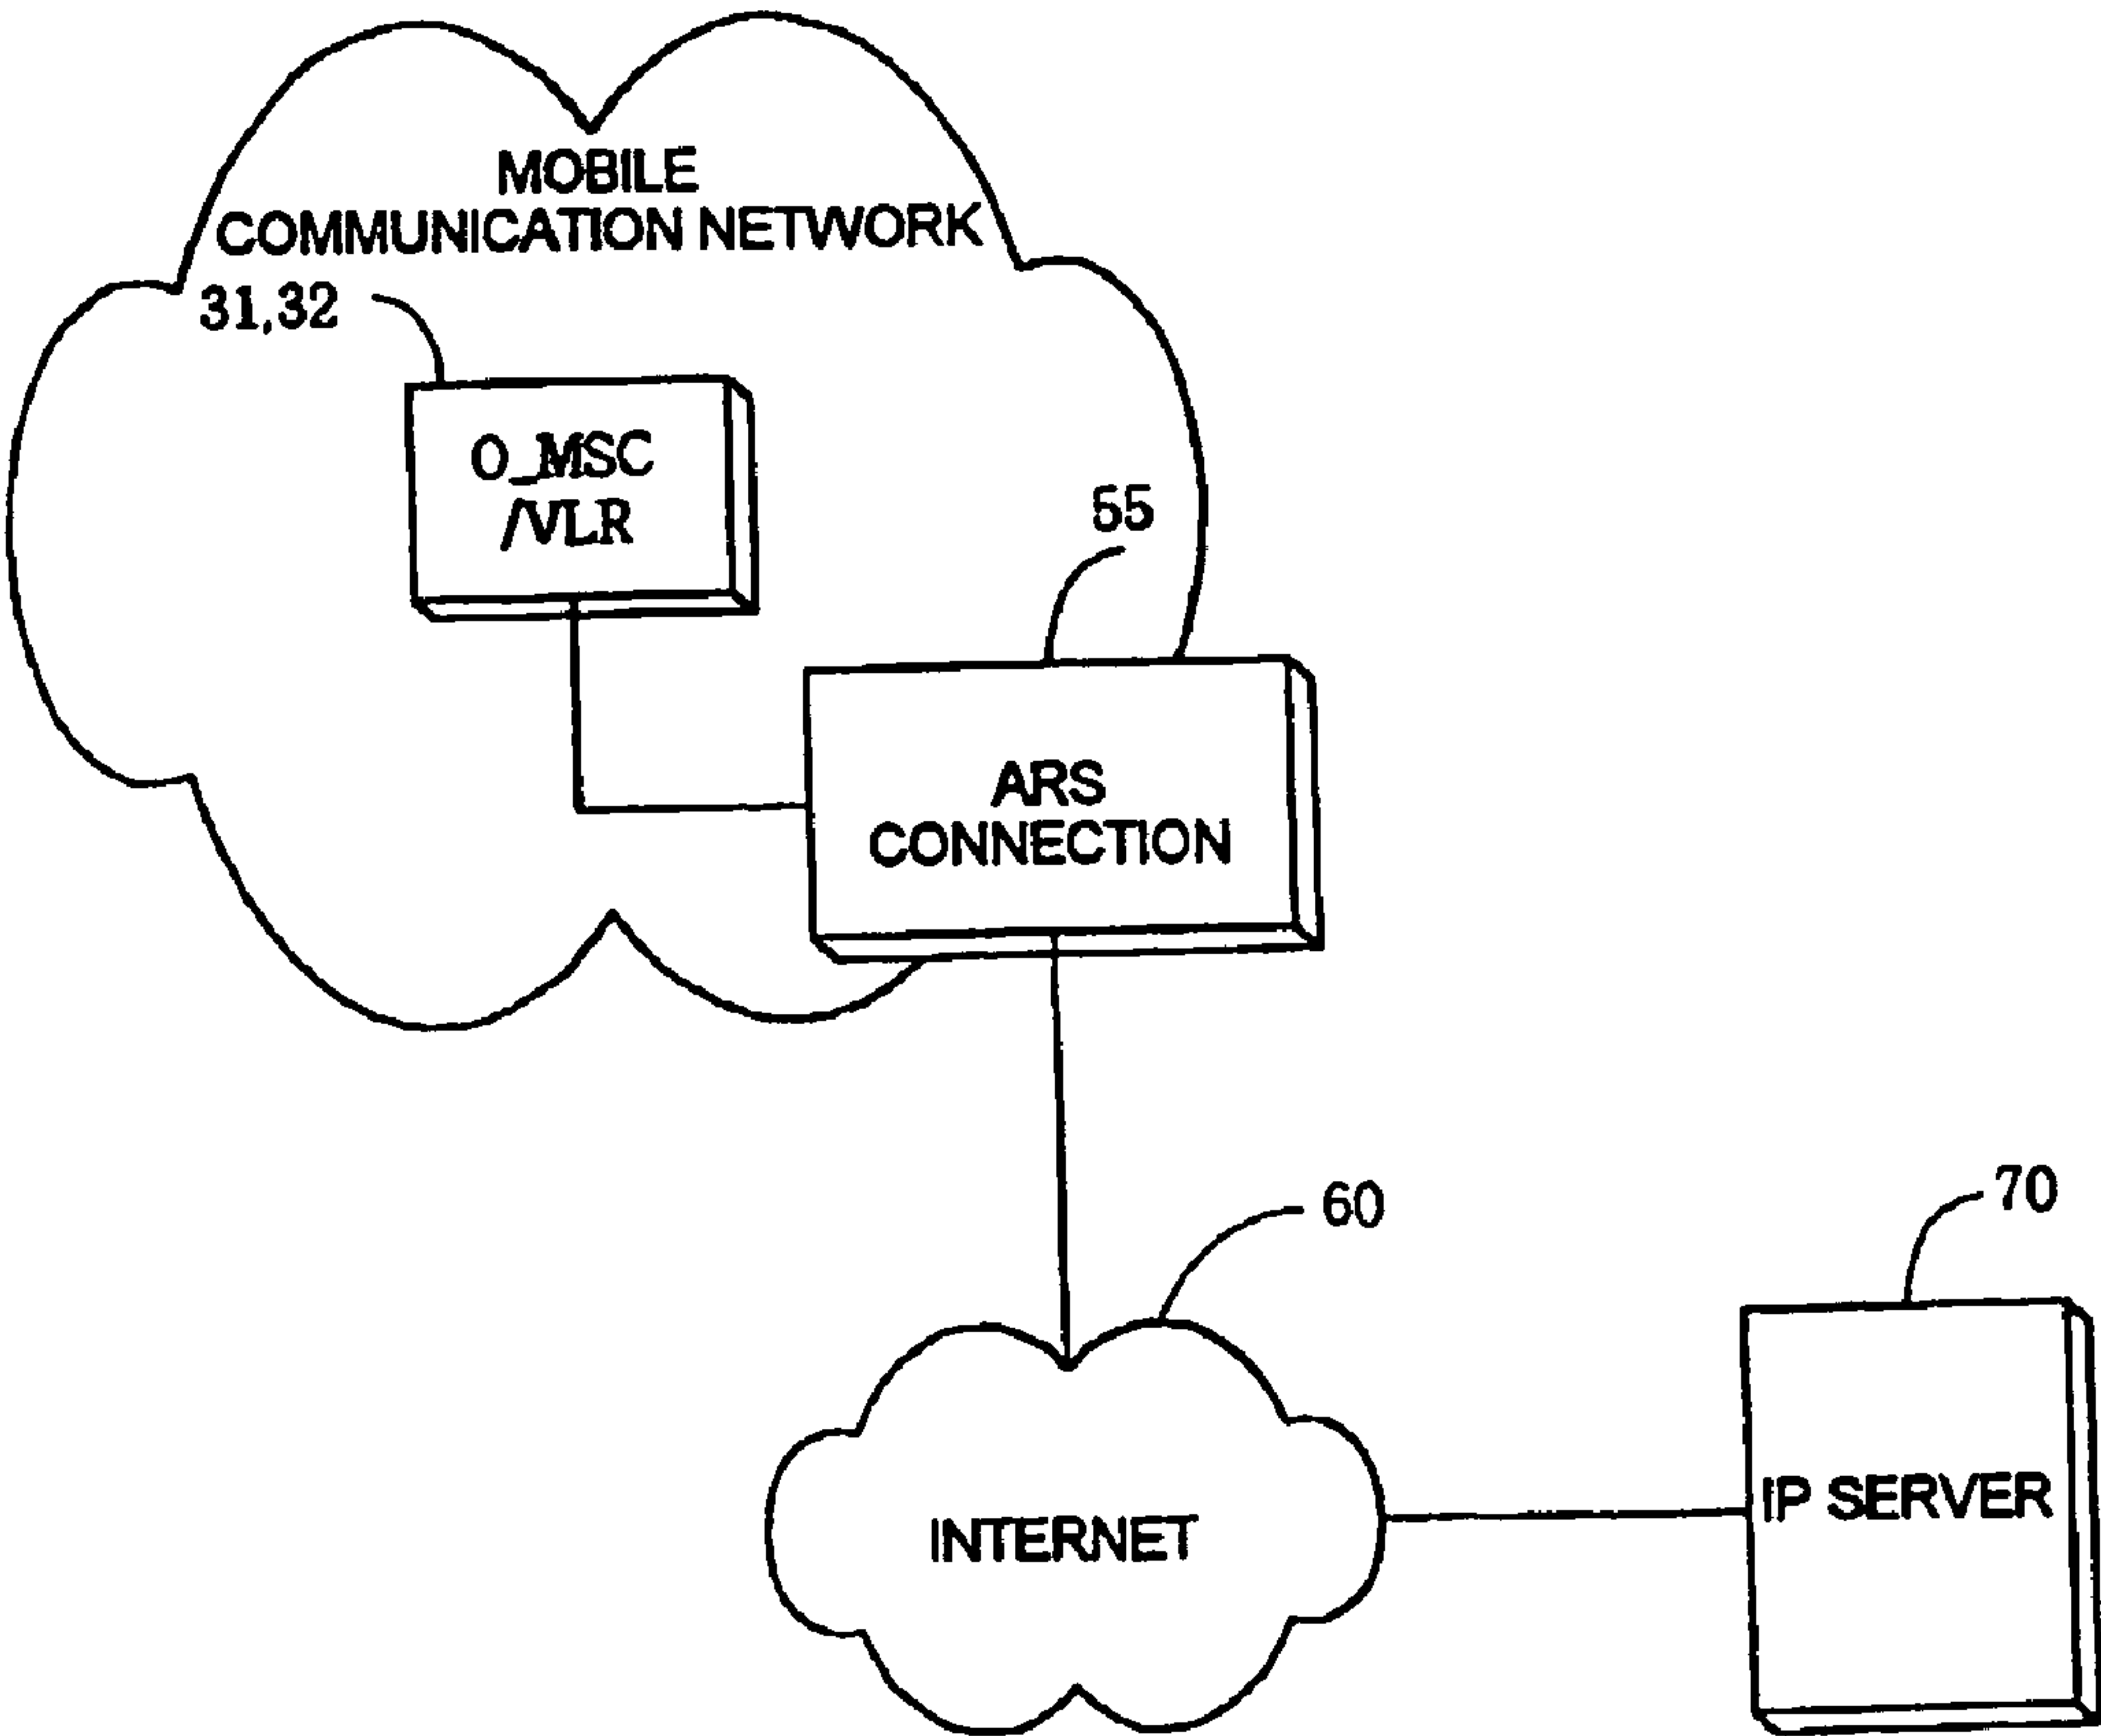 MOBILE
COMMUNICATION NETWORK
31,32
O_MSC
/VLR
55
ARS
CONNECTION
60
70
INTERNET
IP SERVER